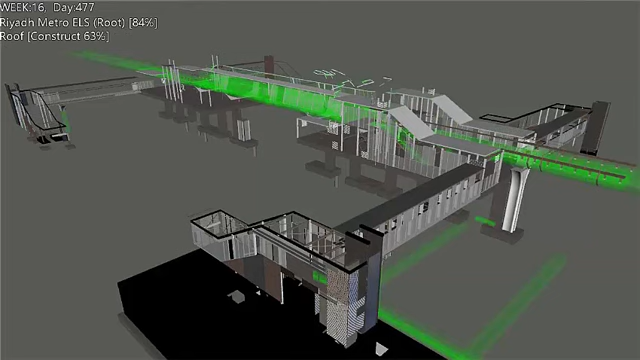 WEEK:16,  Day:477
Riyadh Metro ELS (Root) [84%]
Roof [Construct 63%]